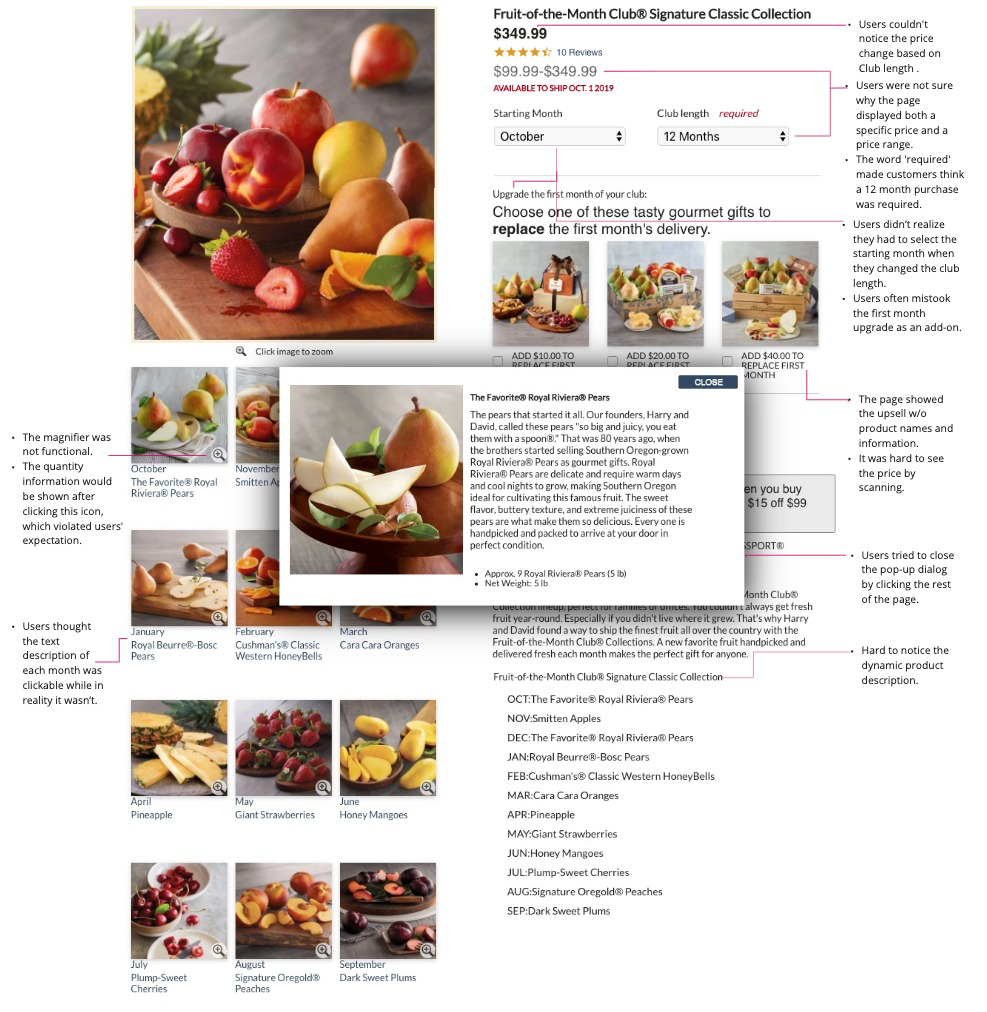 Fruit-of-the-Month Club® Signature Classic Collection
$349.99
10 Reviews
$99.99-$349.99
AVAILABLE TO SHIP OCT. 1 2019
Starting Month
Club length required
October
12 Months
Upgrade the first month of your club:
Choose one of these tasty gourmet gifts to
replace the first month's delivery.
ADD $10.00 TO
REPLACE FIRST
ADD $20.00 TO
REPLACE FIRST
ADD $40.00 TO
REPLACE FIRST
MONTH
• Users couldn't
notice the price
change based on
Club length .
• Users were not sure
why the page
displayed both a
specific price and a
price range.
• The word 'required'
made customers think
a 12 month purchase
was required.
• Users didn't realize
they had to select the
starting month when
they changed the club
length.
• Users often mistook
the first month
upgrade as an add-on.
• The page showed
the upsell w/o
product names and
information.
• It was hard to see
the price by
scanning.
• Users tried to close
the pop-up dialog
by clicking the rest
of the page.
• Hard to notice the
dynamic product
description.
Click image to zoom
• The magnifier was
not functional.
• The quantity
information would
be shown after
clicking this icon,
which violated users'
expectation.
• Users thought
the text
description of
each month was
clickable while in
reality it wasn't.
October
The Favorite® Royal
Riviera® Pears
November
Smitten Ap
CLOSE
The Favorite® Royal Riviera® Pears
The pears that started it all. Our founders, Harry and
David, called these pears "so big and juicy, you eat
them with a spoon®." That was 80 years ago, when
the brothers started selling Southern Oregon-grown
Royal Riviera® Pears as gourmet gifts. Royal
Riviera® Pears are delicate and require warm days
and cool nights to grow, making Southern Oregon
ideal for cultivating this famous fruit. The sweet
flavor, buttery texture, and extreme juiciness of these
pears are what make them so delicious. Every one is
handpicked and packed to arrive at your door in
perfect condition.
• Approx. 9 Royal Riviera® Pears (5 lb)
• Net Weight: 5 lb
en you buy
$15 off $99
SSPORT®
Month Club®
Collection lineup, perfect for families or offices. You couldn't always get fresh
fruit year-round. Especially if you didn't live where it grew. That's why Harry
and David found a way to ship the finest fruit all over the country with the
Fruit-of-the-Month Club® Collections. A new favorite fruit handpicked and
delivered fresh each month makes the perfect gift for anyone.
Fruit-of-the-Month Club® Signature Classic Collection
OCT:The Favorite® Royal Riviera® Pears
NOV:Smitten Apples
DEC:The Favorite® Royal Riviera® Pears
JAN:Royal Beurre®-Bosc Pears
FEB:Cushman's® Classic Western HoneyBells
MAR:Cara Cara Oranges
APR:Pineapple
MAY:Giant Strawberries
JUN:Honey Mangoes
JUL:Plump-Sweet Cherries
AUG:Signature Oregold® Peaches
SEP:Dark Sweet Plums
January
Royal Beurre®-Bosc
Pears
February
Cushman's® Classic
Western HoneyBells
March
Cara Cara Oranges
April
Pineapple
May
Giant Strawberries
June
Honey Mangoes
July
Plump-Sweet
Cherries
August
Signature Oregold®
Peaches
September
Dark Sweet Plums